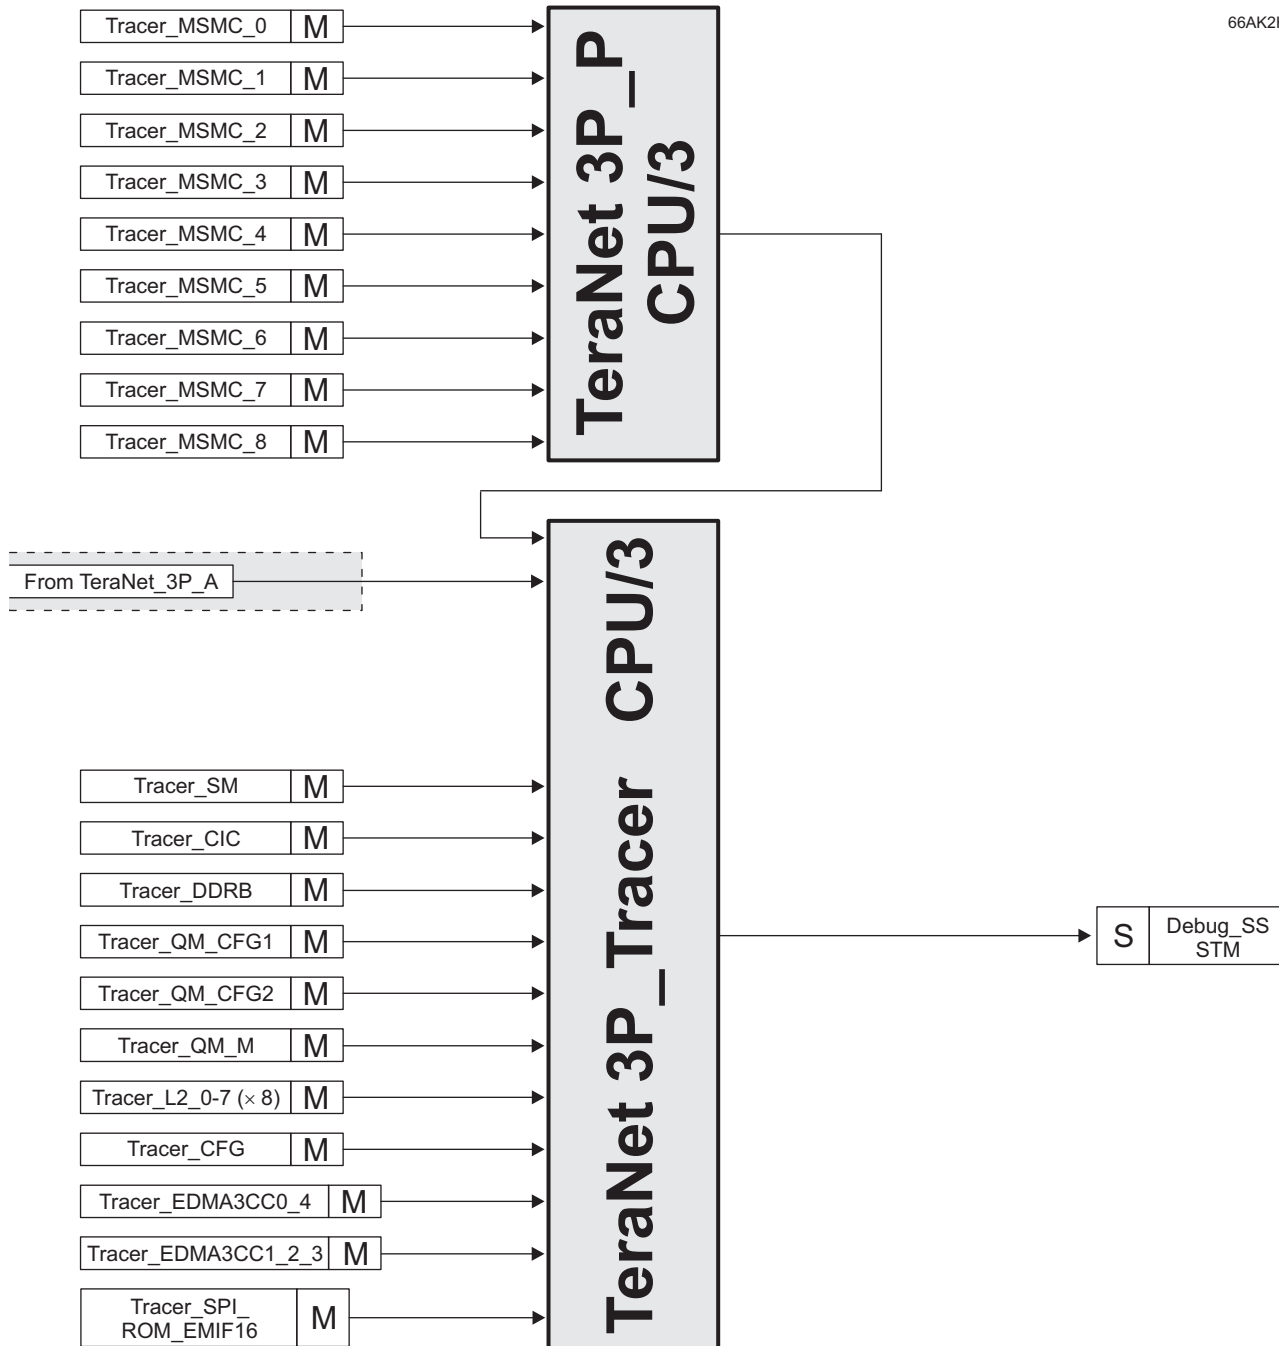 66AK2H
Tracer_MSMC_0 M
Tracer_MSMC_1 M
Tracer_MSMC_2 M
Tracer_MSMC_3 M
Tracer_MSMC_4 M
Tracer_MSMC_5 M
Tracer_MSMC_6 M
Tracer_MSMC_7 M
Tracer_MSMC_8 M
TeraNet 3P_P
CPU/3
From TeraNet_3P_A
Tracer_SM M
Tracer_CIC M
Tracer_DDRB M
Tracer_QM_CFG1 M
Tracer_QM_CFG2 M
Tracer_QM_M M
Tracer_L2_0-7 (× 8) M
Tracer_CFG M
Tracer_EDMA3CC0_4 M
Tracer_EDMA3CC1_2_3 M
Tracer_SPI_
ROM_EMIF16 M
TeraNet 3P_Tracer CPU/3
S Debug_SS
STM